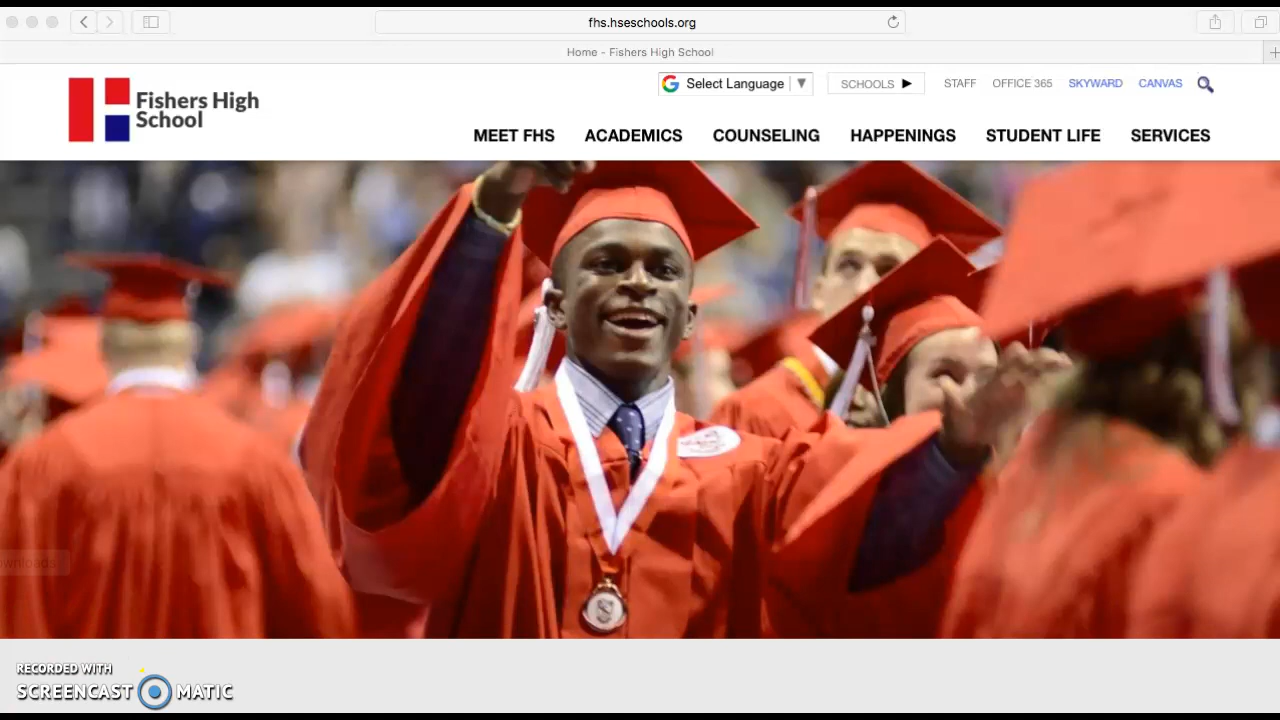 fhs.hseschools.org
Home - Fishers High School
Select Language
SCHOOLS
STAFF
OFFICE 365
SKYWARD
CANVAS
Fishers High
School
MEET FHS
ACADEMICS
COUNSELING
HAPPENINGS
STUDENT LIFE
SERVICES
ownloads
RECORDED WITH
SCREENCAST MATIC